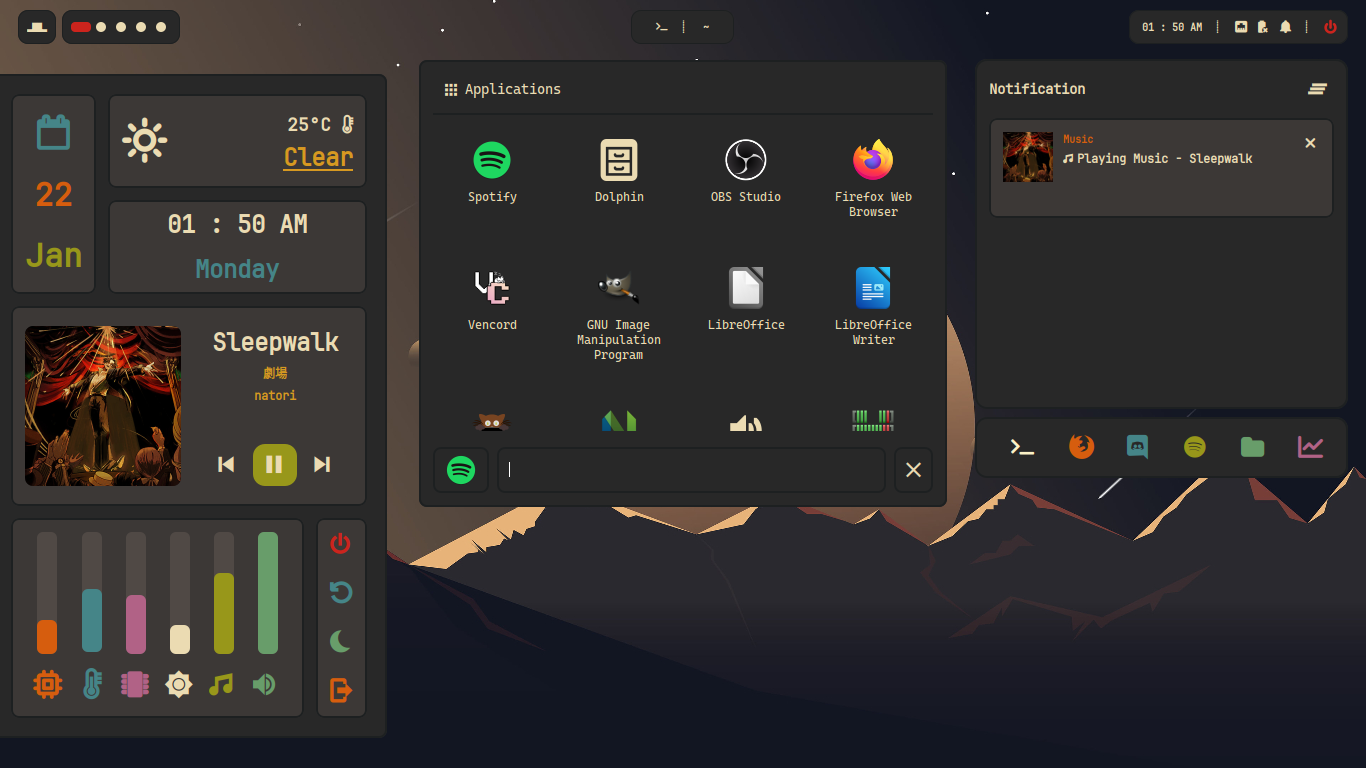 >_ ~
01 : 50 AM
22
Jan
25°C
Clear
01 : 50 AM
Monday
Sleepwalk
劇場
natori
Applications
Spotify
Dolphin
OBS Studio
Firefox Web
Browser
Vencord
GNU Image
Manipulation
Program
LibreOffice
LibreOffice
Writer
Notification
Music
Playing Music - Sleepwalk